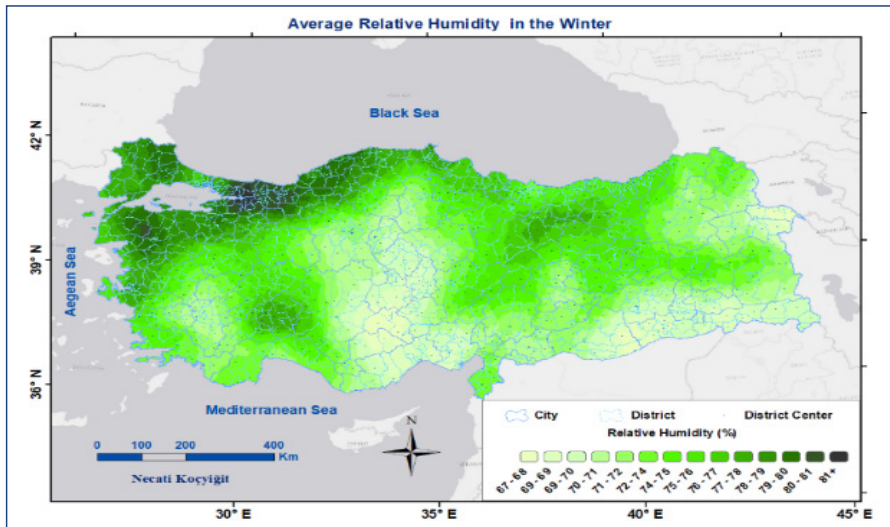 Average Relative Humidity in the Winter
42° N
39° N
36° N
Black Sea
Aegean Sea
Mediterranean Sea
N
0 100 200 400
Km
Necati Koçyiğit
City District District Center
Relative Humidity (%)
67 - 68 69 - 69 69 - 70 70 - 71 71 - 72 72 - 74 74 - 75 75 - 76 76 - 77 77 - 78 78 - 79 79 - 80 80 - 81 81+
30° E 35° E 40° E 45° E